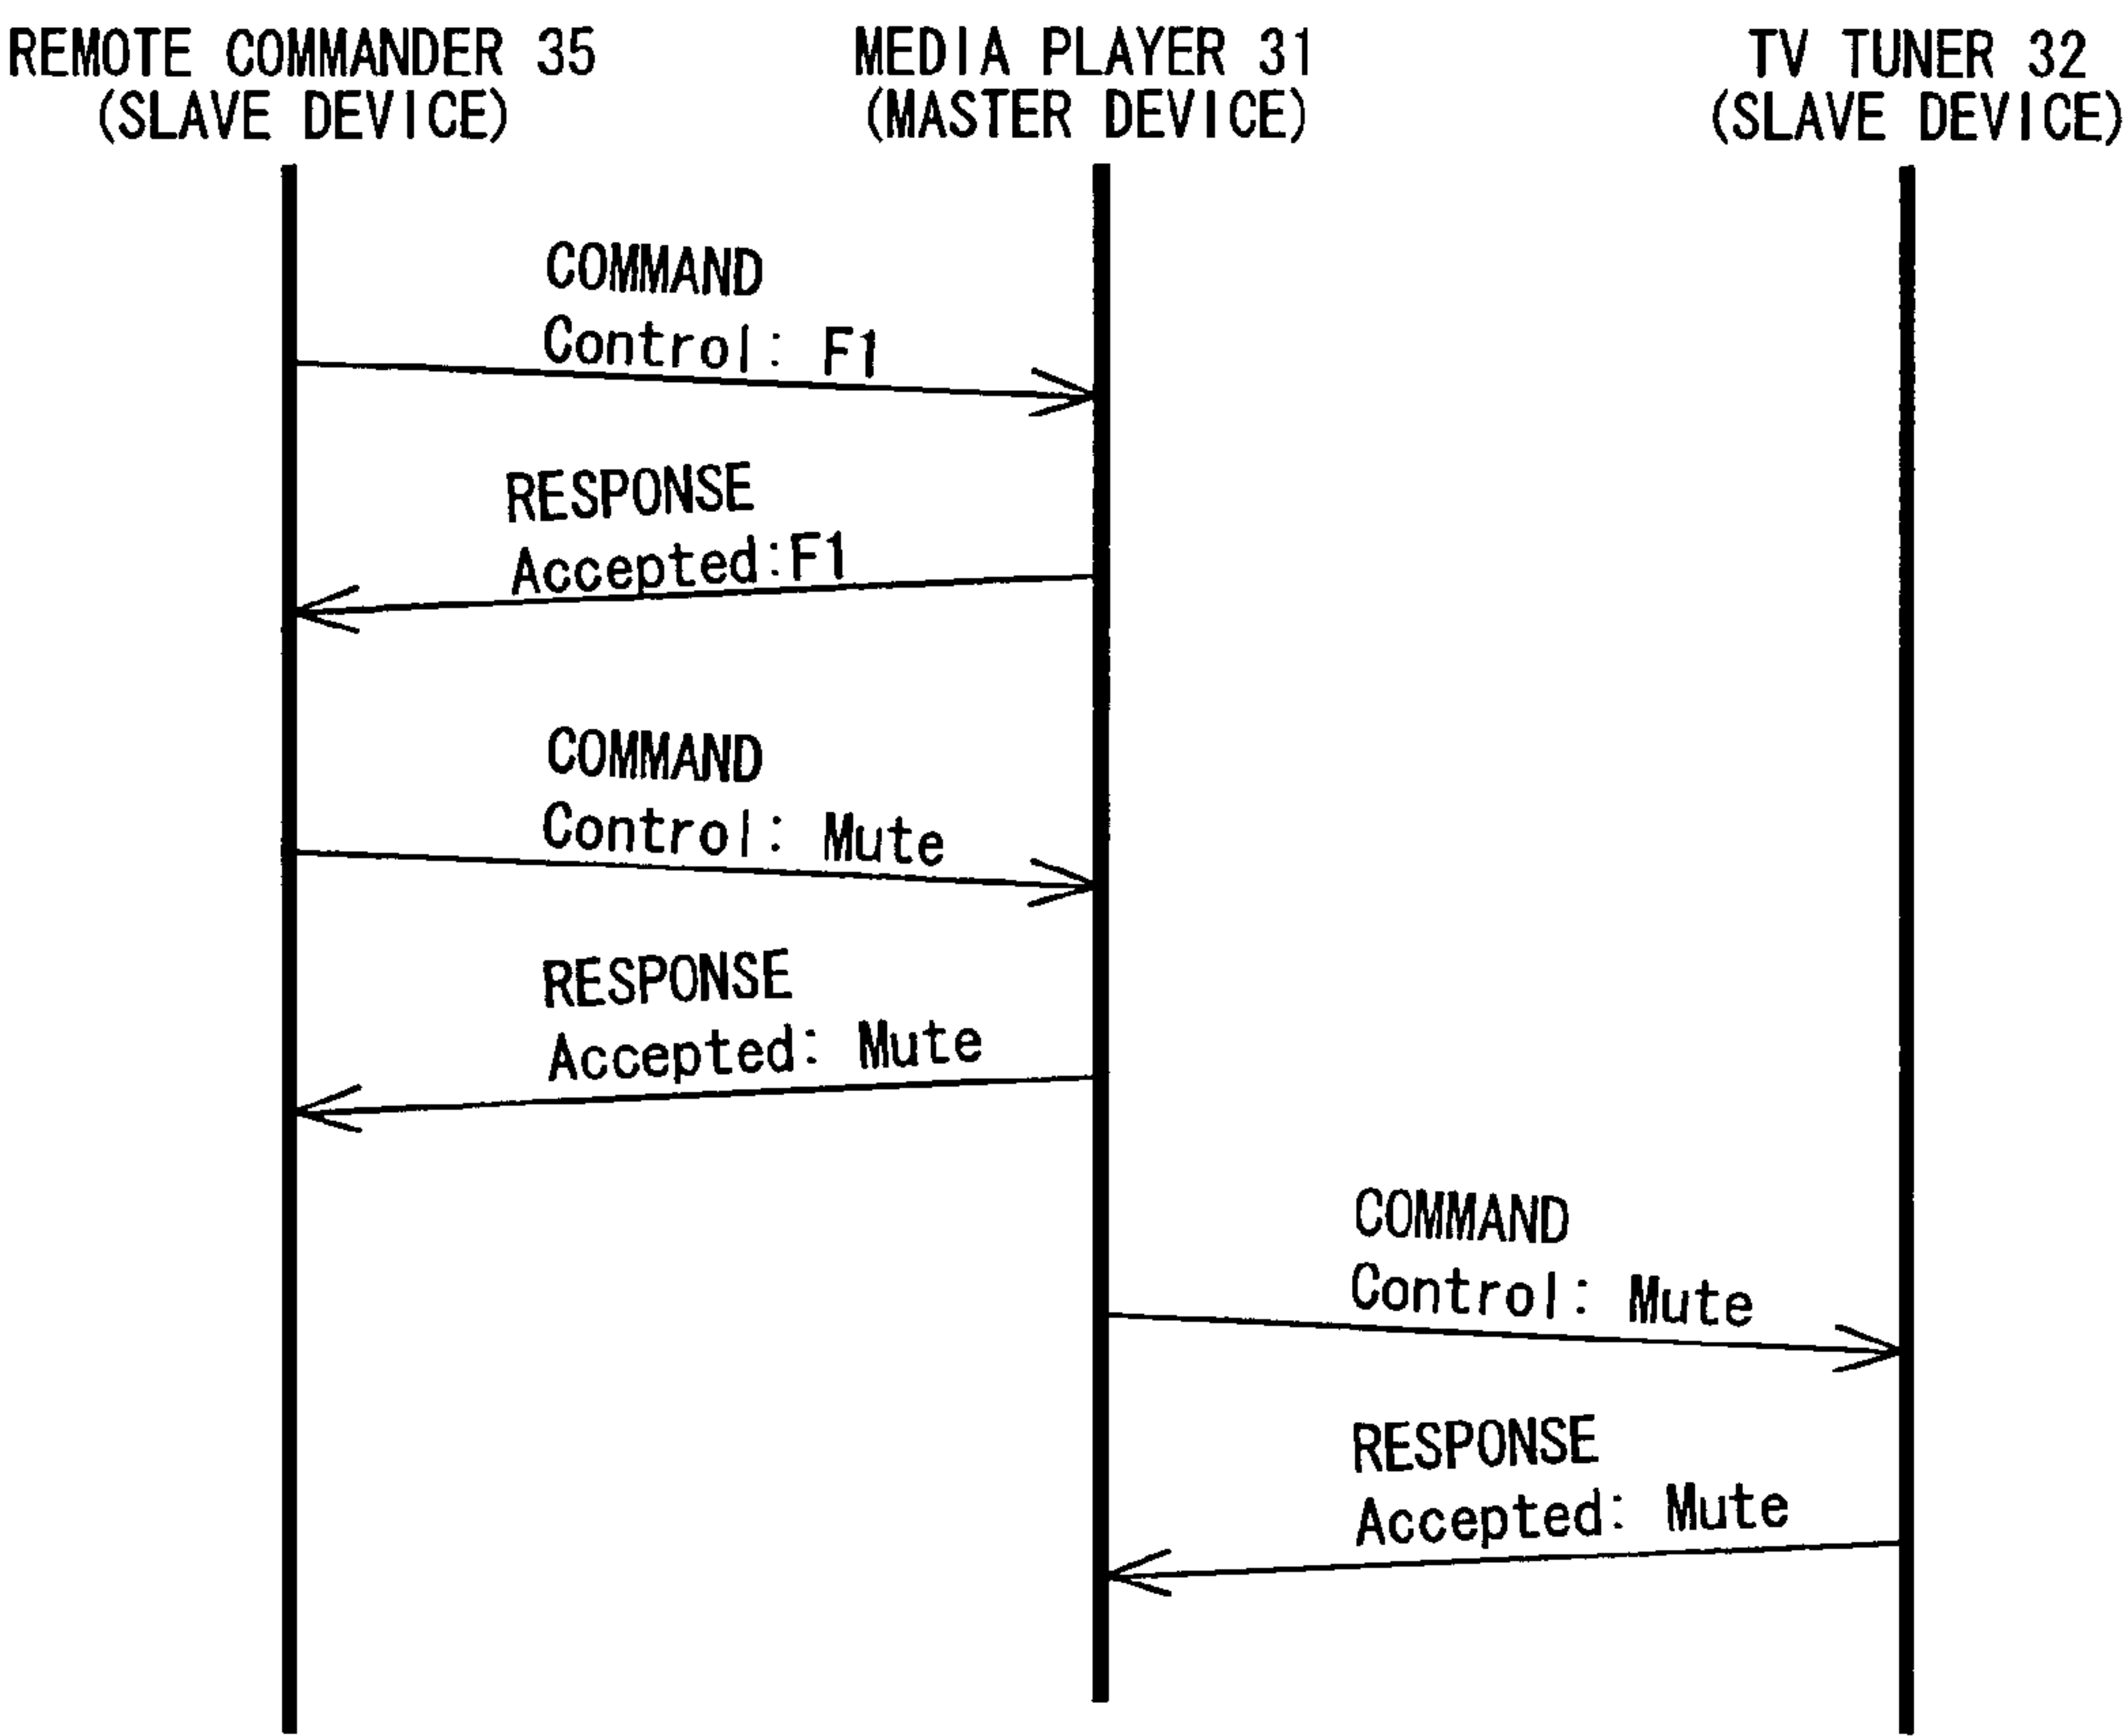 REMOTE COMMANDER 35
(SLAVE DEVICE)
MEDIA PLAYER 31
(MASTER DEVICE)
TV TUNER 32
(SLAVE DEVICE)
COMMAND
Control: F1
RESPONSE
Accepted:F1
COMMAND
Control: Mute
RESPONSE
Accepted: Mute
COMMAND
Control: Mute
RESPONSE
Accepted: Mute